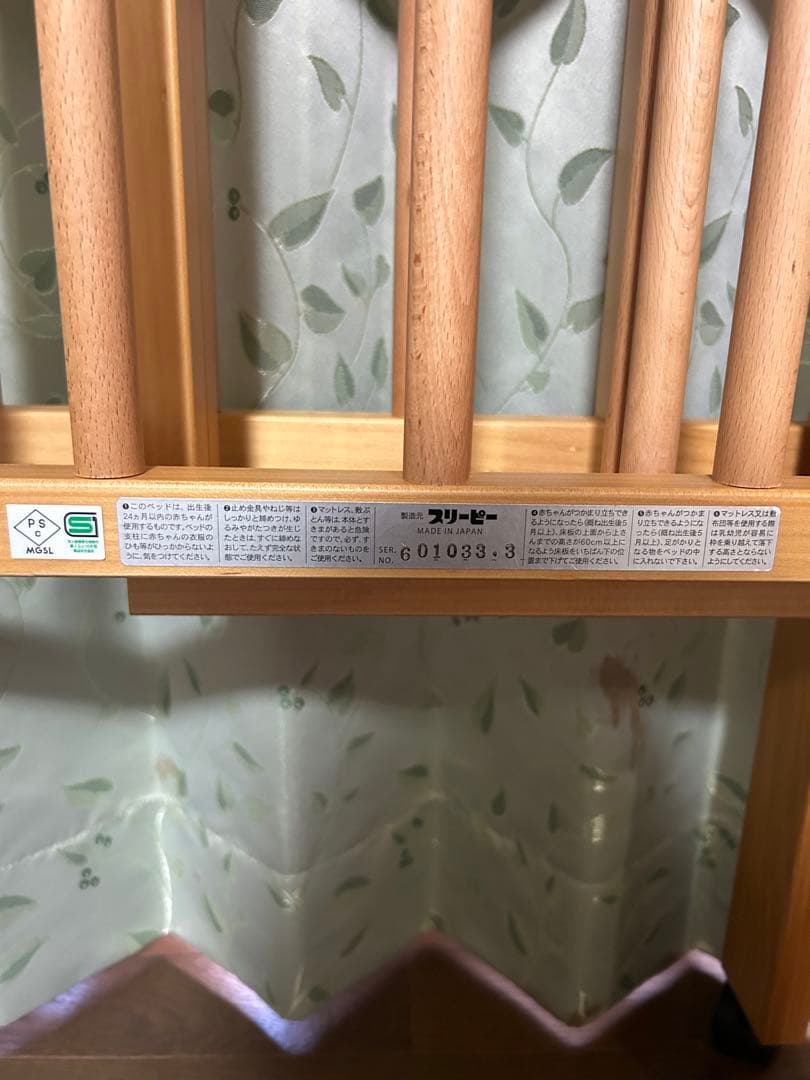 PS
C
MGSL
❶このベッドは、出生後
24ヵ月以内の赤ちゃんが
使用するものです。ベッドの
支柱に赤ちゃんの衣服の
ひも等がひっかからないよ
うに、気をつけてください。
❷止め金具やねじ等は
しっかりと締めつけ、ゆ
るみやがたつきが生じ
たときは、すぐに締めな
おして、たえず完全な状
態でご使用ください。
❸マットレス、敷ぶ
とん等は、本体とす
きまがあると危険
ですので、必ず、す
きまのないものを
ご使用ください。
製造元 スリーピー
MADE IN JAPAN
SER.
NO. 601033.3
❹赤ちゃんがつかまり立ちでき
るようになったら(概ね出生後5
月以上)、床板の上面から上さ
んまでの高さが60cm以上に
なるよう床板をいちばん下の位
置まで下げてご使用ください。
❺赤ちゃんがつかま
り立ちできるようにな
ったら(概ね出生後5
月以上)、足がかりと
なる物をベッドの中
に入れないで下さい。
❻マットレス又は敷
布団等を使用する際
は乳幼児が容易に
枠を乗り越えて落下
する高さとならない
ようにしてください。